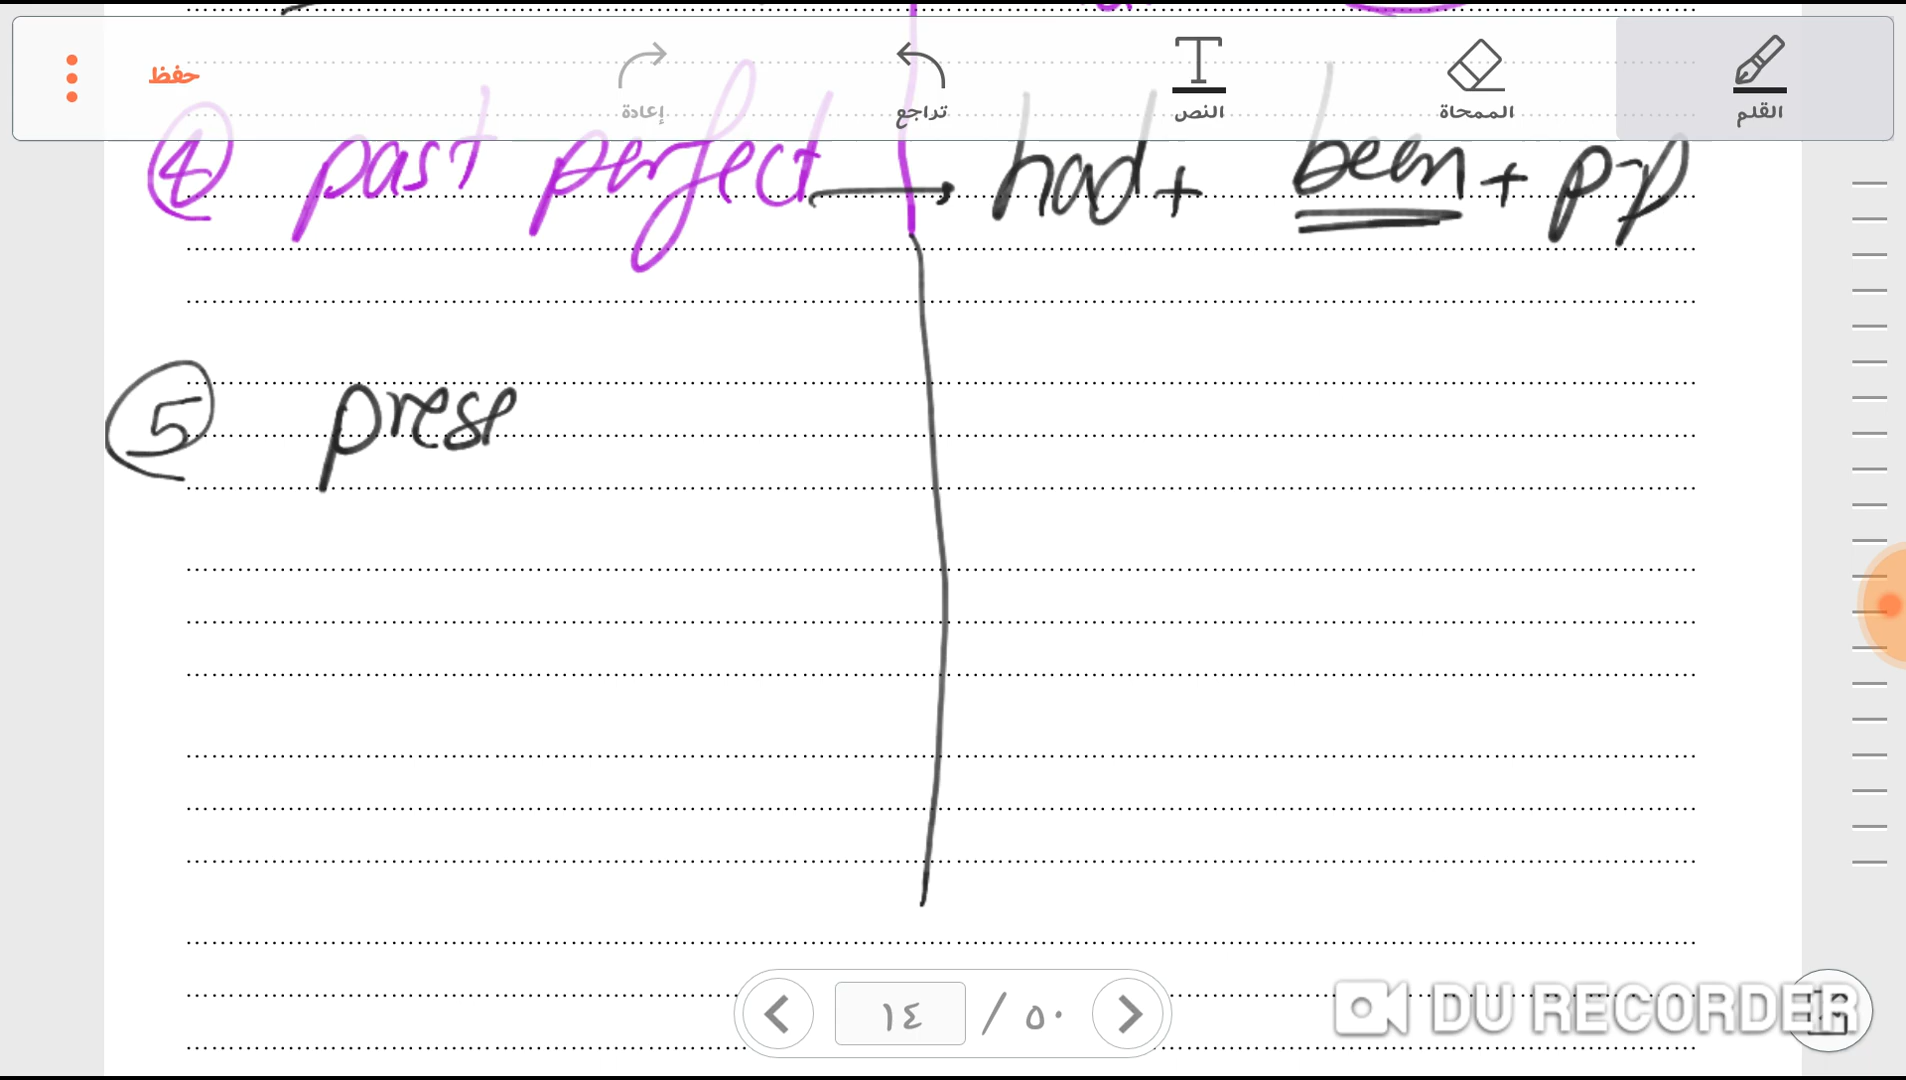 حفظ
إعادة
تراجع
النص
الممحاة
القلم
4 past perfect → had + been + p-p
5 prese
١٤ / ٥٠
DU RECORDER